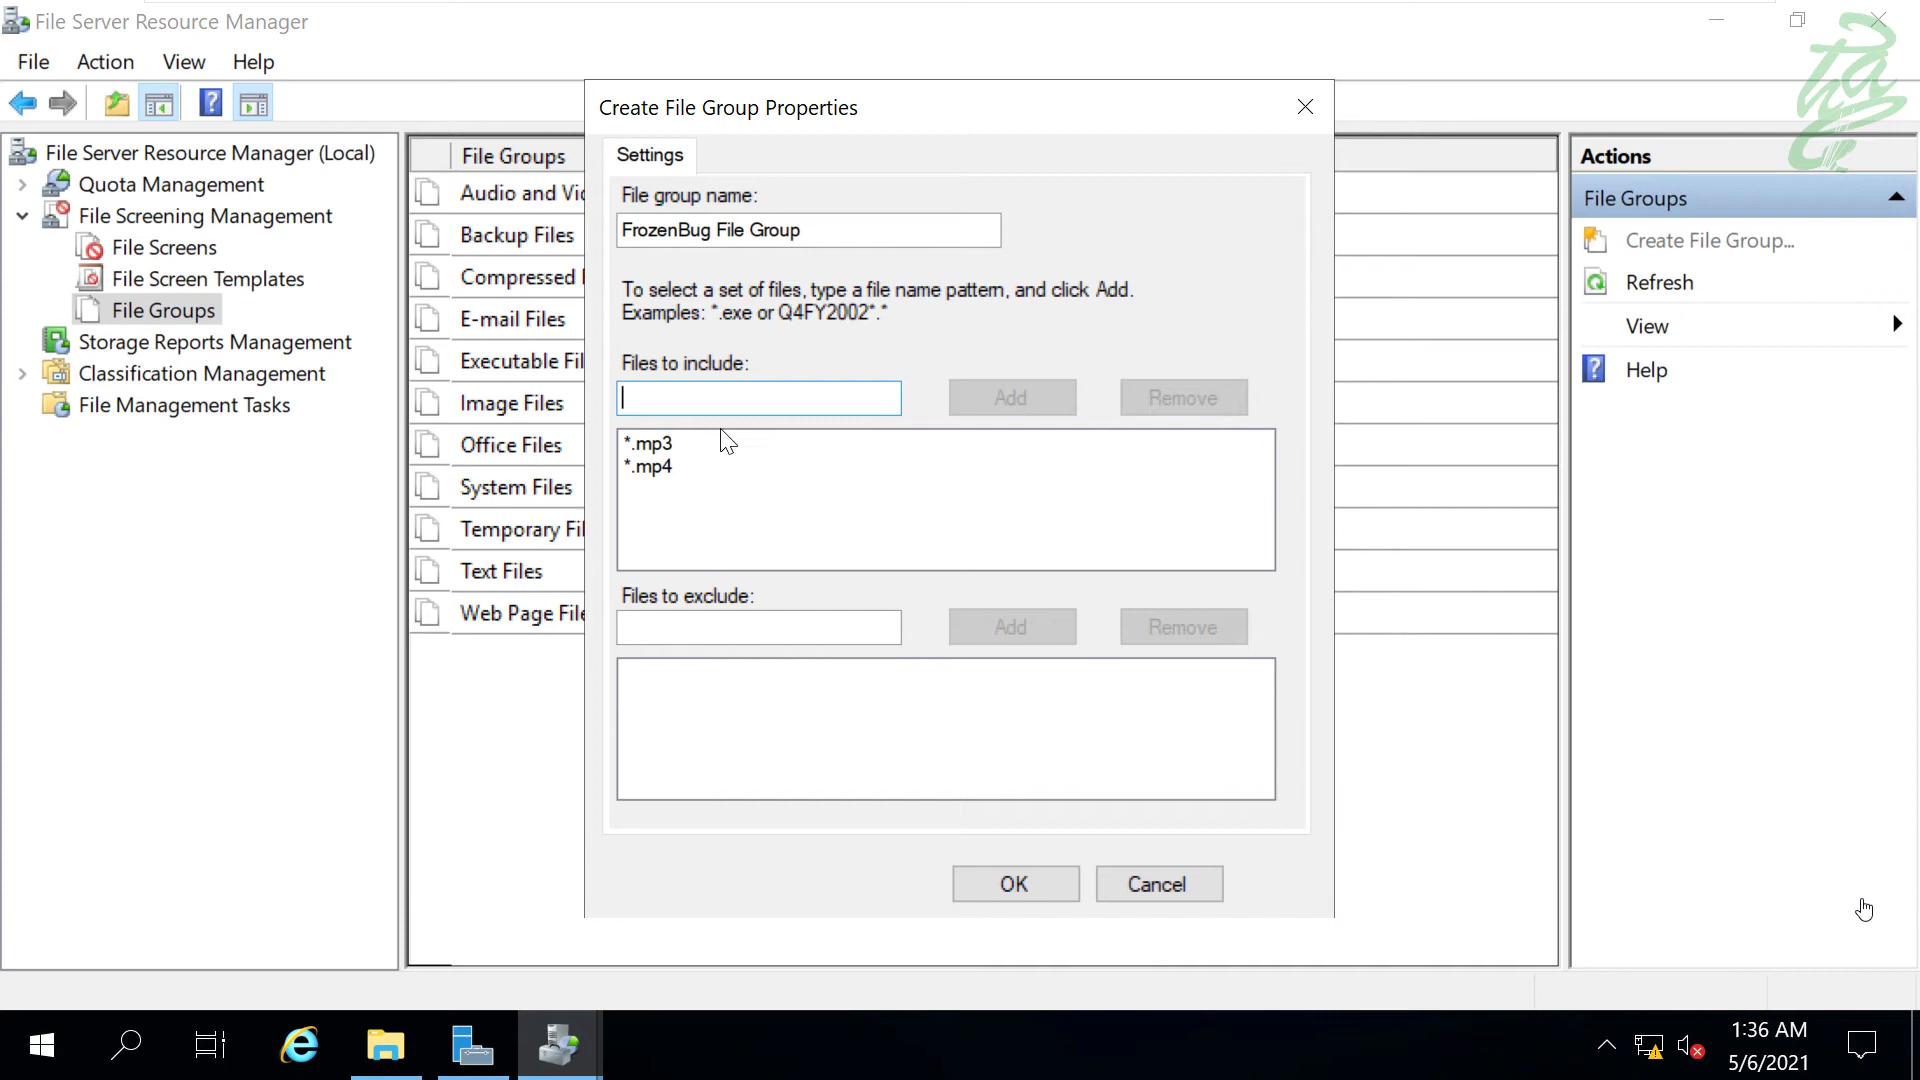 File Server Resource Manager
File Action View Help
File Server Resource Manager (Local)
Quota Management
File Screening Management
File Screens
File Screen Templates
File Groups
Storage Reports Management
Classification Management
File Management Tasks
File Groups
Audio and Vi
Backup Files
Compressed
E-mail Files
Executable Fil
Image Files
Office Files
System Files
Temporary Fil
Text Files
Web Page File
Create File Group Properties
Settings
File group name:
FrozenBug File Group
To select a set of files, type a file name pattern, and click Add.
Examples: *.exe or Q4FY2002*.*
Files to include:
Add Remove
*.mp3
*.mp4
Files to exclude:
Add Remove
OK Cancel
Actions
File Groups
Create File Group...
Refresh
View
Help
1:36 AM
5/6/2021